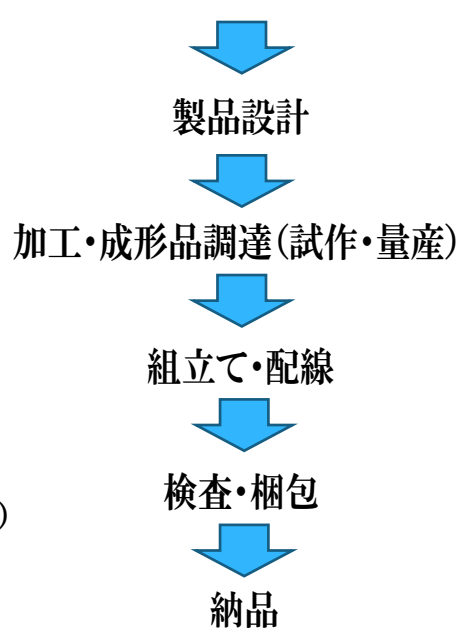 製品設計
加工・成形品調達（試作・量産）
組立て・配線
検査・梱包
)
納品